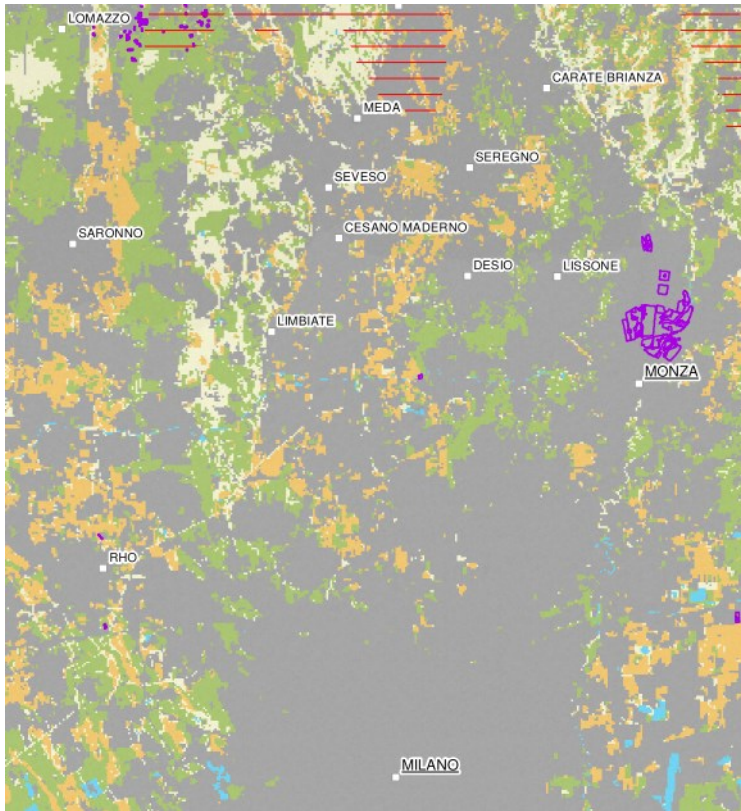 LOMAZZO
CARATE BRIANZA
MEDA
SEREGNO
SEVESO
CESANO MADERNO
SARONNO
DESIO
LISSONE
LIMBIATE
MONZA
RHO
MILANO